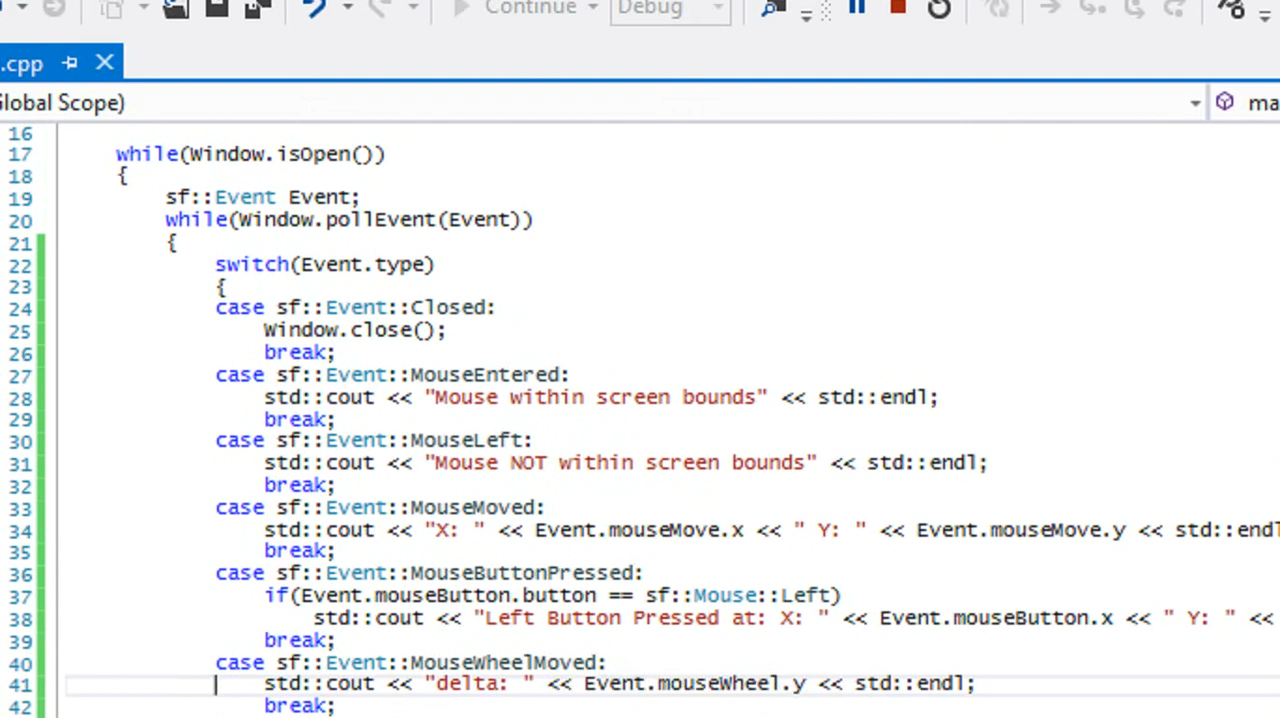 Continue Debug
.cpp
Global Scope) ma
16
17 while(Window.isOpen())
18 {
19 sf::Event Event;
20 while(Window.pollEvent(Event))
21 {
22 switch(Event.type)
23 {
24 case sf::Event::Closed:
25 Window.close();
26 break;
27 case sf::Event::MouseEntered:
28 std::cout << "Mouse within screen bounds" << std::endl;
29 break;
30 case sf::Event::MouseLeft:
31 std::cout << "Mouse NOT within screen bounds" << std::endl;
32 break;
33 case sf::Event::MouseMoved:
34 std::cout << "X: " << Event.mouseMove.x << " Y: " << Event.mouseMove.y << std::endl
35 break;
36 case sf::Event::MouseButtonPressed:
37 if(Event.mouseButton.button == sf::Mouse::Left)
38 std::cout << "Left Button Pressed at: X: " << Event.mouseButton.x << " Y: " <<
39 break;
40 case sf::Event::MouseWheelMoved:
41 std::cout << "delta: " << Event.mouseWheel.y << std::endl;
42 break;